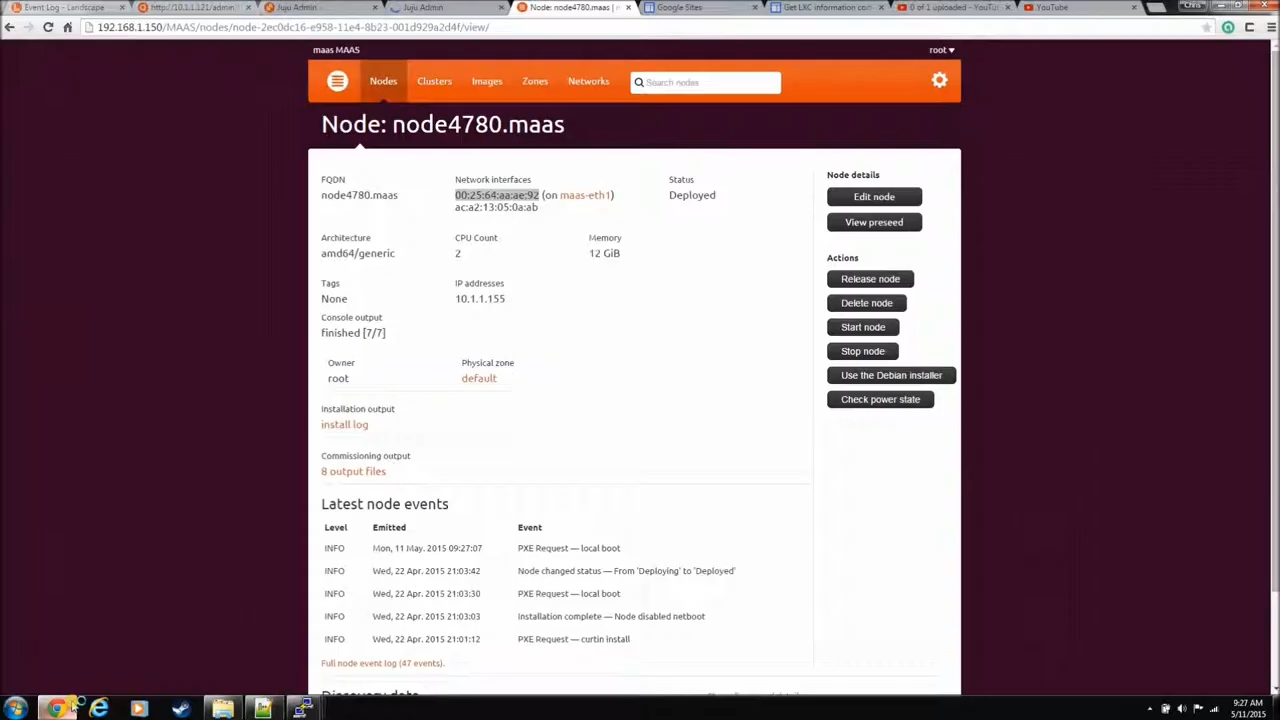 Event Log - Landscape
http://10.1.1.121/admin
Juju Admin
Juju Admin
Node: node4780.maas |
Google Sites
Get LXC information con
0 of 1 uploaded - YouTu
YouTube
Chris
192.168.1.150/MAAS/nodes/node-2ec0dc16-e958-11e4-8b23-001d929a2d4f/view/
maas MAAS
root
Nodes
Clusters
Images
Zones
Networks
Search nodes
Node: node4780.maas
FQDN
node4780.maas
Network interfaces
00:25:64:aa:ae:92 (on maas-eth1)
ac:a2:13:05:0a:ab
Status
Deployed
Architecture
amd64/generic
CPU Count
2
Memory
12 GiB
Tags
None
IP addresses
10.1.1.155
Console output
finished [7/7]
Owner
root
Physical zone
default
Installation output
install log
Commissioning output
8 output files
Node details
Edit node
View preseed
Actions
Release node
Delete node
Start node
Stop node
Use the Debian installer
Check power state
Latest node events
Level Emitted Event
INFO Mon, 11 May. 2015 09:27:07 PXE Request — local boot
INFO Wed, 22 Apr. 2015 21:03:42 Node changed status — From 'Deploying' to 'Deployed'
INFO Wed, 22 Apr. 2015 21:03:30 PXE Request — local boot
INFO Wed, 22 Apr. 2015 21:03:03 Installation complete — Node disabled netboot
INFO Wed, 22 Apr. 2015 21:01:12 PXE Request — curtin install
Full node event log (47 events).
Discovery data
9:27 AM
5/11/2015